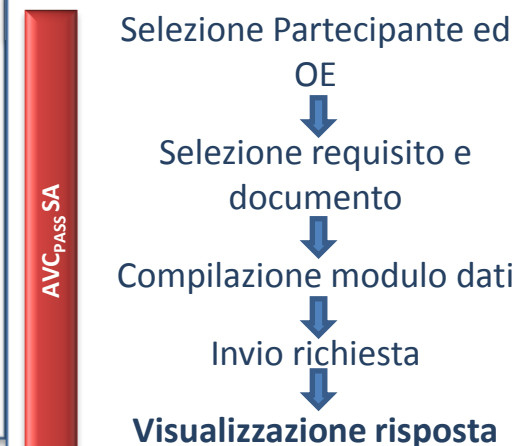 AVCPASS SA
Selezione Partecipante ed
OE
Selezione requisito e
documento
Compilazione modulo dati
Invio richiesta
Visualizzazione risposta